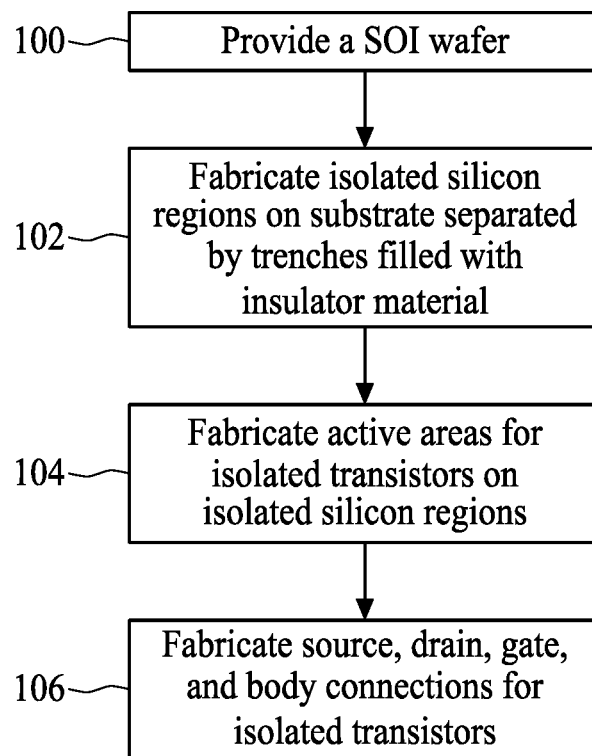 100
Provide a SOI wafer
102
Fabricate isolated silicon
regions on substrate separated
by trenches filled with
insulator material
104
Fabricate active areas for
isolated transistors on
isolated silicon regions
106
Fabricate source, drain, gate,
and body connections for
isolated transistors